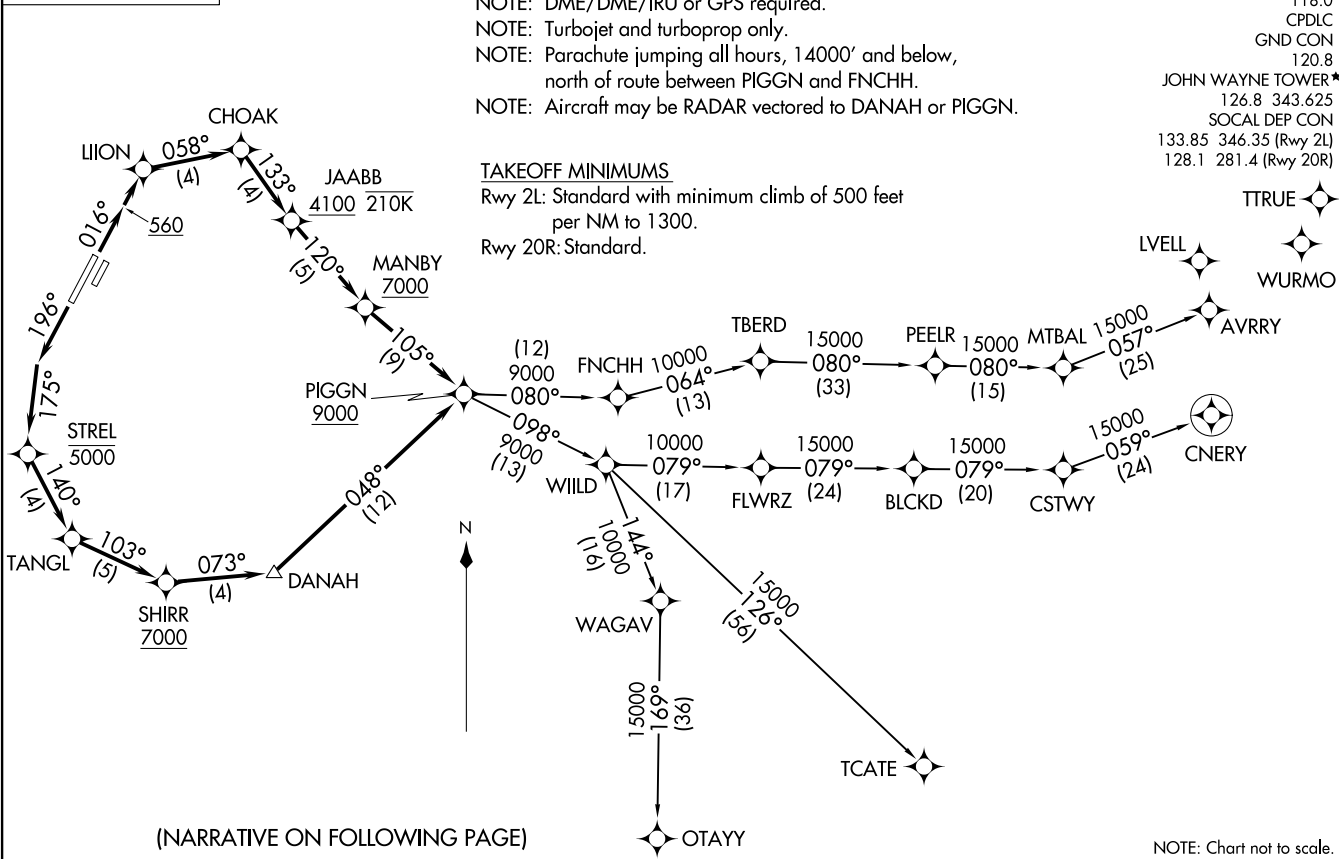 NOTE: DME/DME/IRU or GPS required.
NOTE: Turbojet and turboprop only.
NOTE: Parachute jumping all hours, 14000' and below,
north of route between PIGGN and FNCHH.
NOTE: Aircraft may be RADAR vectored to DANAH or PIGGN.
118.0
CPDLC
GND CON
120.8
JOHN WAYNE TOWER★
126.8 343.625
SOCAL DEP CON
133.85 346.35 (Rwy 2L)
128.1 281.4 (Rwy 20R)
TAKEOFF MINIMUMS
Rwy 2L: Standard with minimum climb of 500 feet
per NM to 1300.
Rwy 20R: Standard.
CHOAK
LIION
058°
(4)
133°
(4)
JAABB
4100 210K
016°
560
120°
(5)
MANBY
7000
196°
105°
(9)
175°
PIGGN
9000
STREL
5000
140°
(4)
TANGL
103°
(5)
SHIRR
7000
073°
(4)
DANAH
048°
(12)
(12)
9000
080°
FNCHH
10000
064°
(13)
TBERD
15000
080°
(33)
PEELR
15000
080°
(15)
MTBAL
15000
057°
(25)
AVRRY
LVELL
TTRUE
WURMO
098°
9000
(13)
WIILD
10000
079°
(17)
FLWRZ
15000
079°
(24)
BLCKD
15000
079°
(20)
CSTWY
15000
059°
(24)
CNERY
144°
10000
(16)
WAGAV
15000
169°
(36)
OTAYY
15000
126°
(56)
TCATE
N
(NARRATIVE ON FOLLOWING PAGE)
NOTE: Chart not to scale.